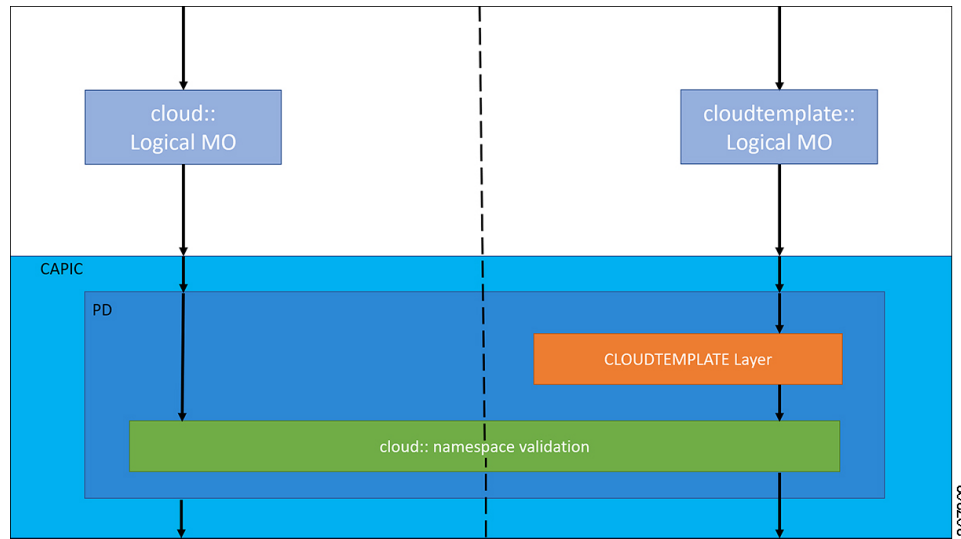 cloud::
Logical MO
cloudtemplate::
Logical MO
CAPIC
PD
CLOUDTEMPLATE Layer
cloud:: namespace validation